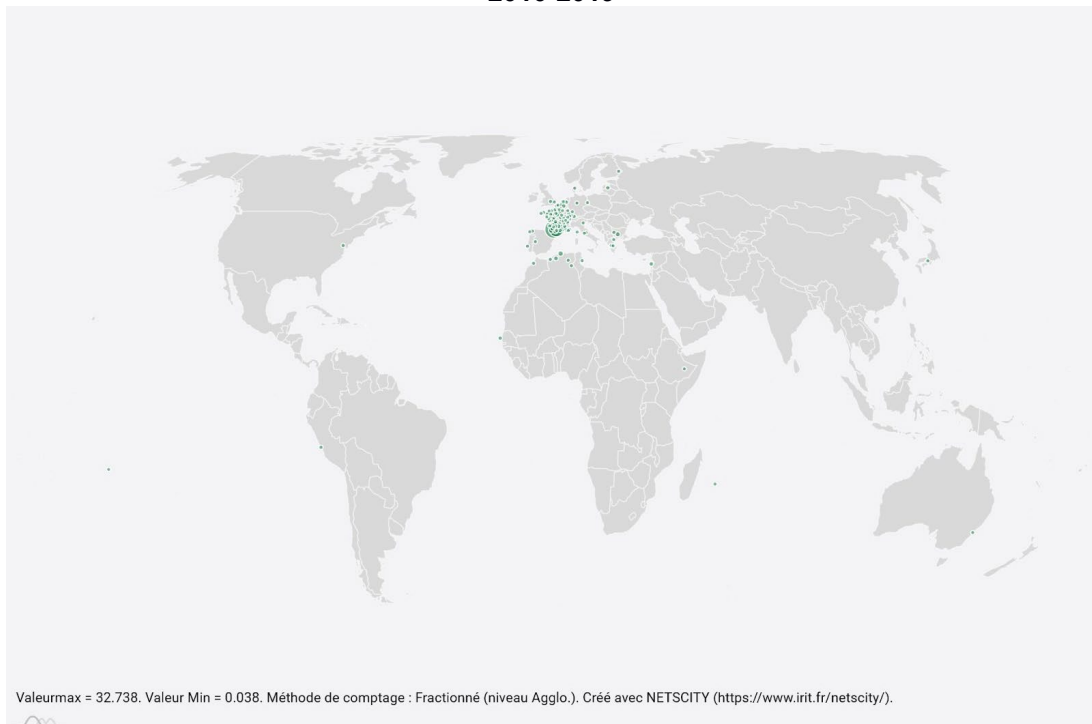 Valeurmax = 32.738. Valeur Min = 0.038. Méthode de comptage : Fractionné (niveau Agglo.). Créé avec NETSCITY (https://www.irit.fr/netscity/).